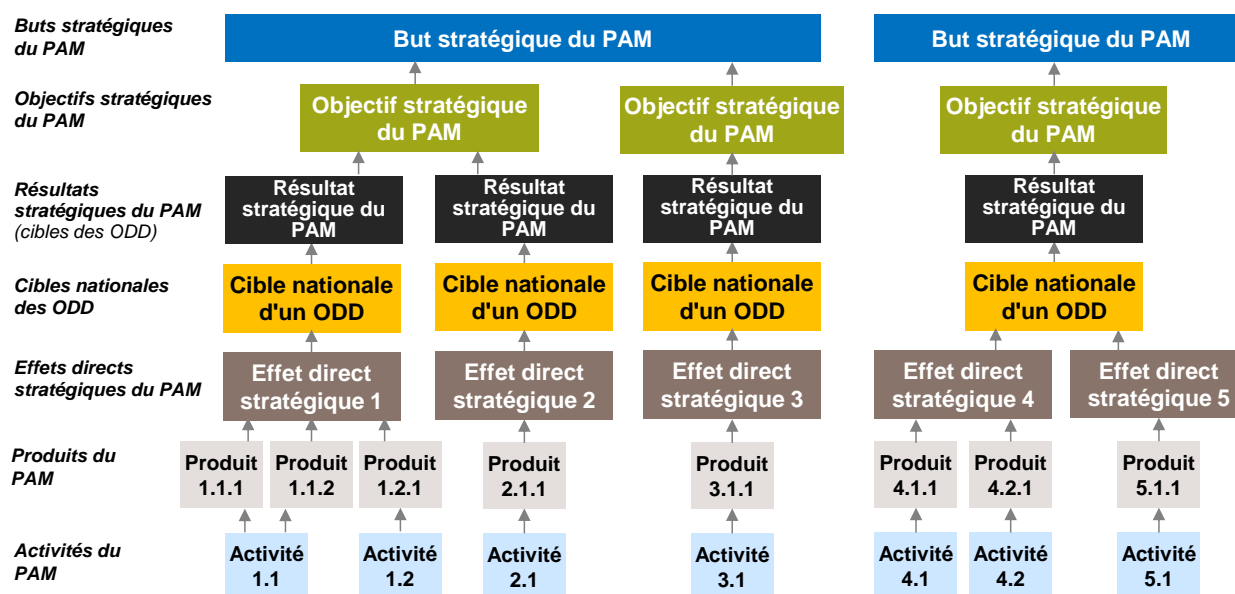 Buts stratégiques
du PAM
But stratégique du PAM
But stratégique du PAM
Objectifs stratégiques
du PAM
Objectif stratégique
du PAM
Objectif stratégique
du PAM
Objectif stratégique
du PAM
Résultats
stratégiques du PAM
(cibles des ODD)
Résultat
stratégique du
PAM
Résultat
stratégique du
PAM
Résultat
stratégique du
PAM
Résultat
stratégique du
PAM
Cibles nationales
des ODD
Cible nationale
d'un ODD
Cible nationale
d'un ODD
Cible nationale
d'un ODD
Cible nationale
d'un ODD
Effets directs
stratégiques du PAM
Effet direct
stratégique 1
Effet direct
stratégique 2
Effet direct
stratégique 3
Effet direct
stratégique 4
Effet direct
stratégique 5
Produits du
PAM
Produit
1.1.1
Produit
1.1.2
Produit
1.2.1
Produit
2.1.1
Produit
3.1.1
Produit
4.1.1
Produit
4.2.1
Produit
5.1.1
Activités du
PAM
Activité
1.1
Activité
1.2
Activité
2.1
Activité
3.1
Activité
4.1
Activité
4.2
Activité
5.1